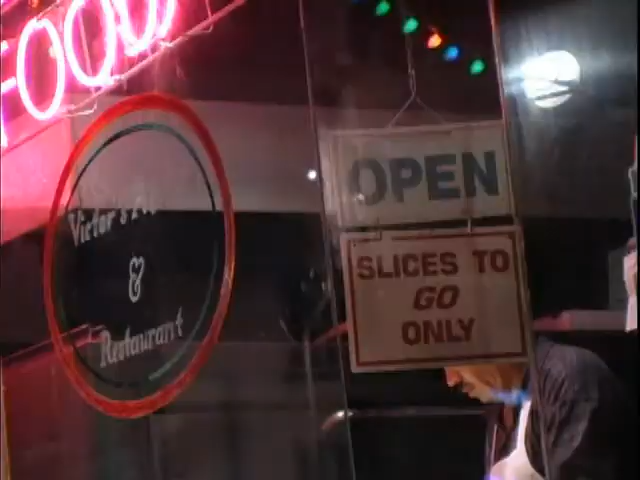 FOOD
Victor's
&
Restaurant
OPEN
SLICES TO
GO
ONLY